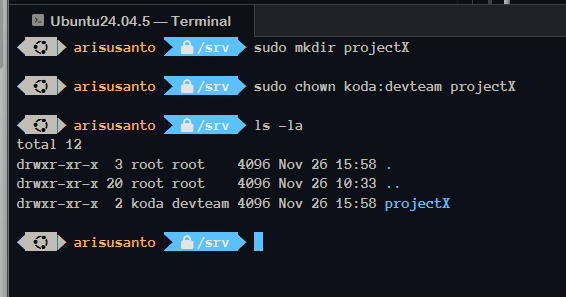 Ubuntu24.04.5 — Terminal
arisusanto /srv sudo mkdir projectX
arisusanto /srv sudo chown koda:devteam projectX
arisusanto /srv ls -la
total 12
drwxr-xr-x  3 root root    4096 Nov 26 15:58 .
drwxr-xr-x 20 root root    4096 Nov 26 10:33 ..
drwxr-xr-x  2 koda devteam 4096 Nov 26 15:58 projectX
arisusanto /srv